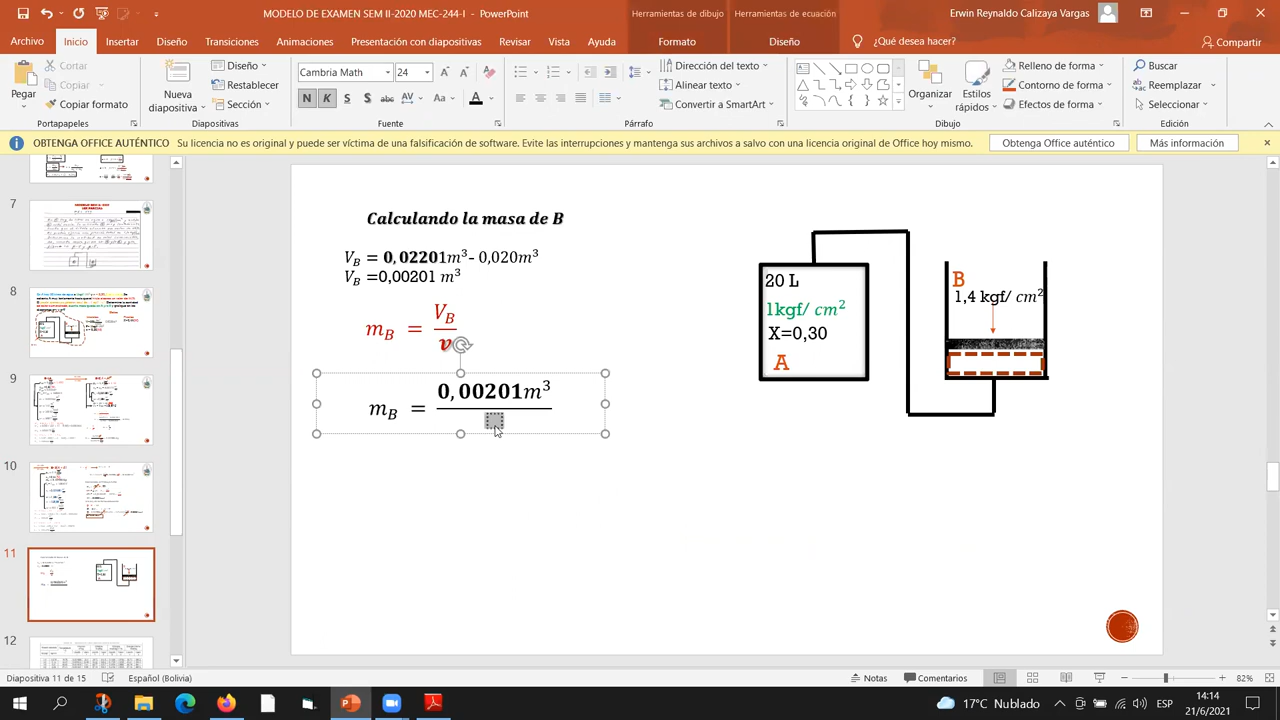 MODELO DE EXAMEN SEM II-2020 MEC-244-I - PowerPoint
Herramientas de dibujo
Herramientas de ecuación
Erwin Reynaldo Calizaya Vargas
Archivo
Inicio
Insertar
Diseño
Transiciones
Animaciones
Presentación con diapositivas
Revisar
Vista
Ayuda
Formato
Diseño
¿Qué desea hacer?
Compartir
Pegar
Cortar
Copiar
Copiar formato
Portapapeles
Nueva diapositiva
Diseño
Restablecer
Sección
Diapositivas
Cambria Math
24
N K S S abc AV Aa A
Fuente
Párrafo
Dirección del texto
Alinear texto
Convertir a SmartArt
Organizar
Estilos rápidos
Relleno de forma
Contorno de forma
Efectos de forma
Dibujo
Buscar
Reemplazar
Seleccionar
Edición
OBTENGA OFFICE AUTÉNTICO
Su licencia no es original y puede ser víctima de una falsificación de software. Evite las interrupciones y mantenga sus archivos a salvo con una licencia original de Office hoy mismo.
Obtenga Office auténtico
Más información
7
8
9
10
11
12
Calculando la masa de B
V_B = 0,02201m³- 0,020m³
V_B =0,00201 m³
m_B = V_B / v
m_B = 0,00201m³ /
20 L
1kgf/ cm²
X=0,30
A
B
1,4 kgf/ cm²
Diapositiva 11 de 15
Español (Bolivia)
Notas
Comentarios
82%
17°C Nublado
ESP
14:14
21/6/2021